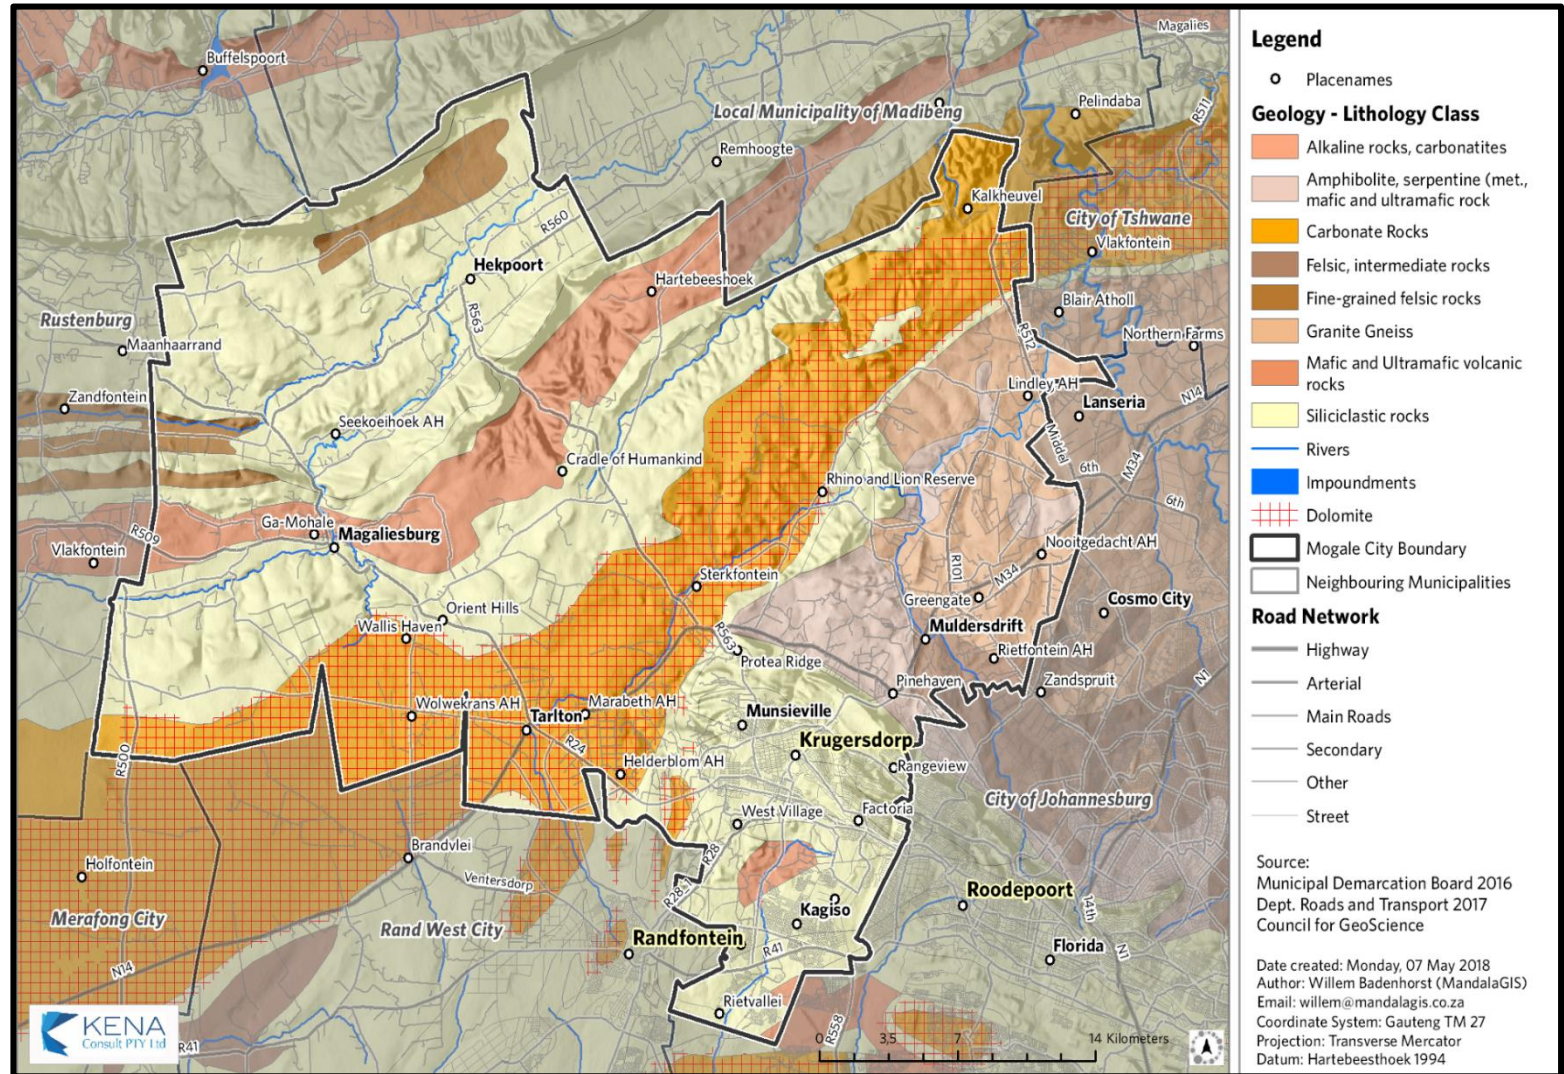 Buffelspoort
Magalies
Local Municipality of Madibeng
Pelindaba
R511
Remhoogte
Kalkheuvel
City of Tshwane
Vlakfontein
R560
Hekpoort
Hartebeeshoek
R563
Rustenburg
Maanhaarrand
Blair Atholl
R512
Northern Farms
Zandfontein
Lindley AH
Lanseria
N14
Seekoeihoek AH
Middel
Cradle of Humankind
6th
M34
6th
Rhino and Lion Reserve
R509
Ga-Mohale
Magaliesburg
Vlakfontein
Nooitgedacht AH
R101
M34
Sterkfontein
Greengate
Cosmo City
Orient Hills
Wallis Haven
R563
Muldersdrift
Protea Ridge
Rietfontein AH
Pinehaven
Zandspruit
N1
Wolwekrans AH
Marabeth AH
Tarlton
Munsieville
R24
Krugersdorp
R500
Helderblom AH
Rangeview
City of Johannesburg
West Village
Factoria
R28
Brandvlei
Holfontein
Ventersdorp
R28_1
Roodepoort
14th
Kagiso
Merafong City
Rand West City
Randfontein
R41
Florida
N1
N14
Rietvallei
R558
R41
KENA
Consult PTY Ltd
0 3,5 7 14 Kilometers
Legend
Placenames
Geology - Lithology Class
Alkaline rocks, carbonatites
Amphibolite, serpentine (met.,
mafic and ultramafic rock
Carbonate Rocks
Felsic, intermediate rocks
Fine-grained felsic rocks
Granite Gneiss
Mafic and Ultramafic volcanic
rocks
Siliciclastic rocks
Rivers
Impoundments
Dolomite
Mogale City Boundary
Neighbouring Municipalities
Road Network
Highway
Arterial
Main Roads
Secondary
Other
Street
Source:
Municipal Demarcation Board 2016
Dept. Roads and Transport 2017
Council for GeoScience
Date created: Monday, 07 May 2018
Author: Willem Badenhorst (MandalaGIS)
Email: willem@mandalagis.co.za
Coordinate System: Gauteng TM 27
Projection: Transverse Mercator
Datum: Hartebeesthoek 1994